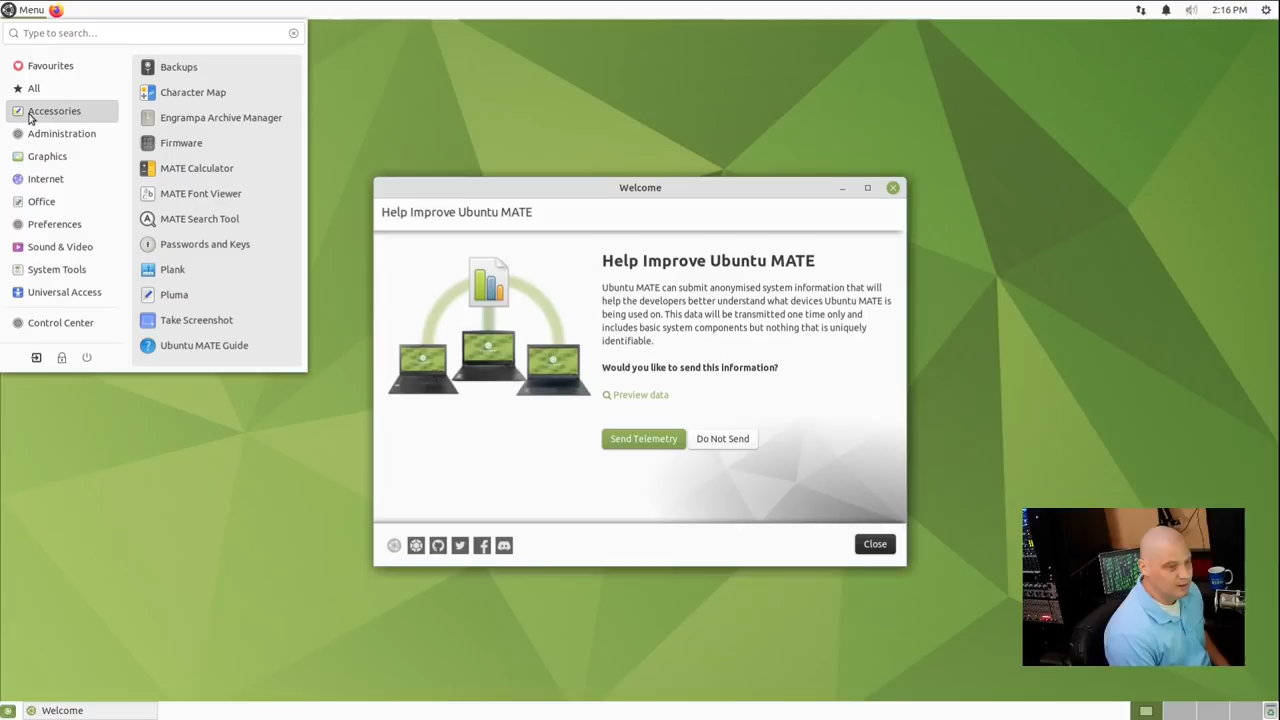 Menu
2:16 PM
Type to search...
Favourites
All
Accessories
Administration
Graphics
Internet
Office
Preferences
Sound & Video
System Tools
Universal Access
Control Center
Backups
Character Map
Engrampa Archive Manager
Firmware
MATE Calculator
MATE Font Viewer
MATE Search Tool
Passwords and Keys
Plank
Pluma
Take Screenshot
Ubuntu MATE Guide
Welcome
Help Improve Ubuntu MATE
Help Improve Ubuntu MATE
Ubuntu MATE can submit anonymised system information that will
help the developers better understand what devices Ubuntu MATE is
being used on. This data will be transmitted one time only and
includes basic system components but nothing that is uniquely
identifiable.
Would you like to send this information?
Preview data
Send Telemetry
Do Not Send
Close
Welcome